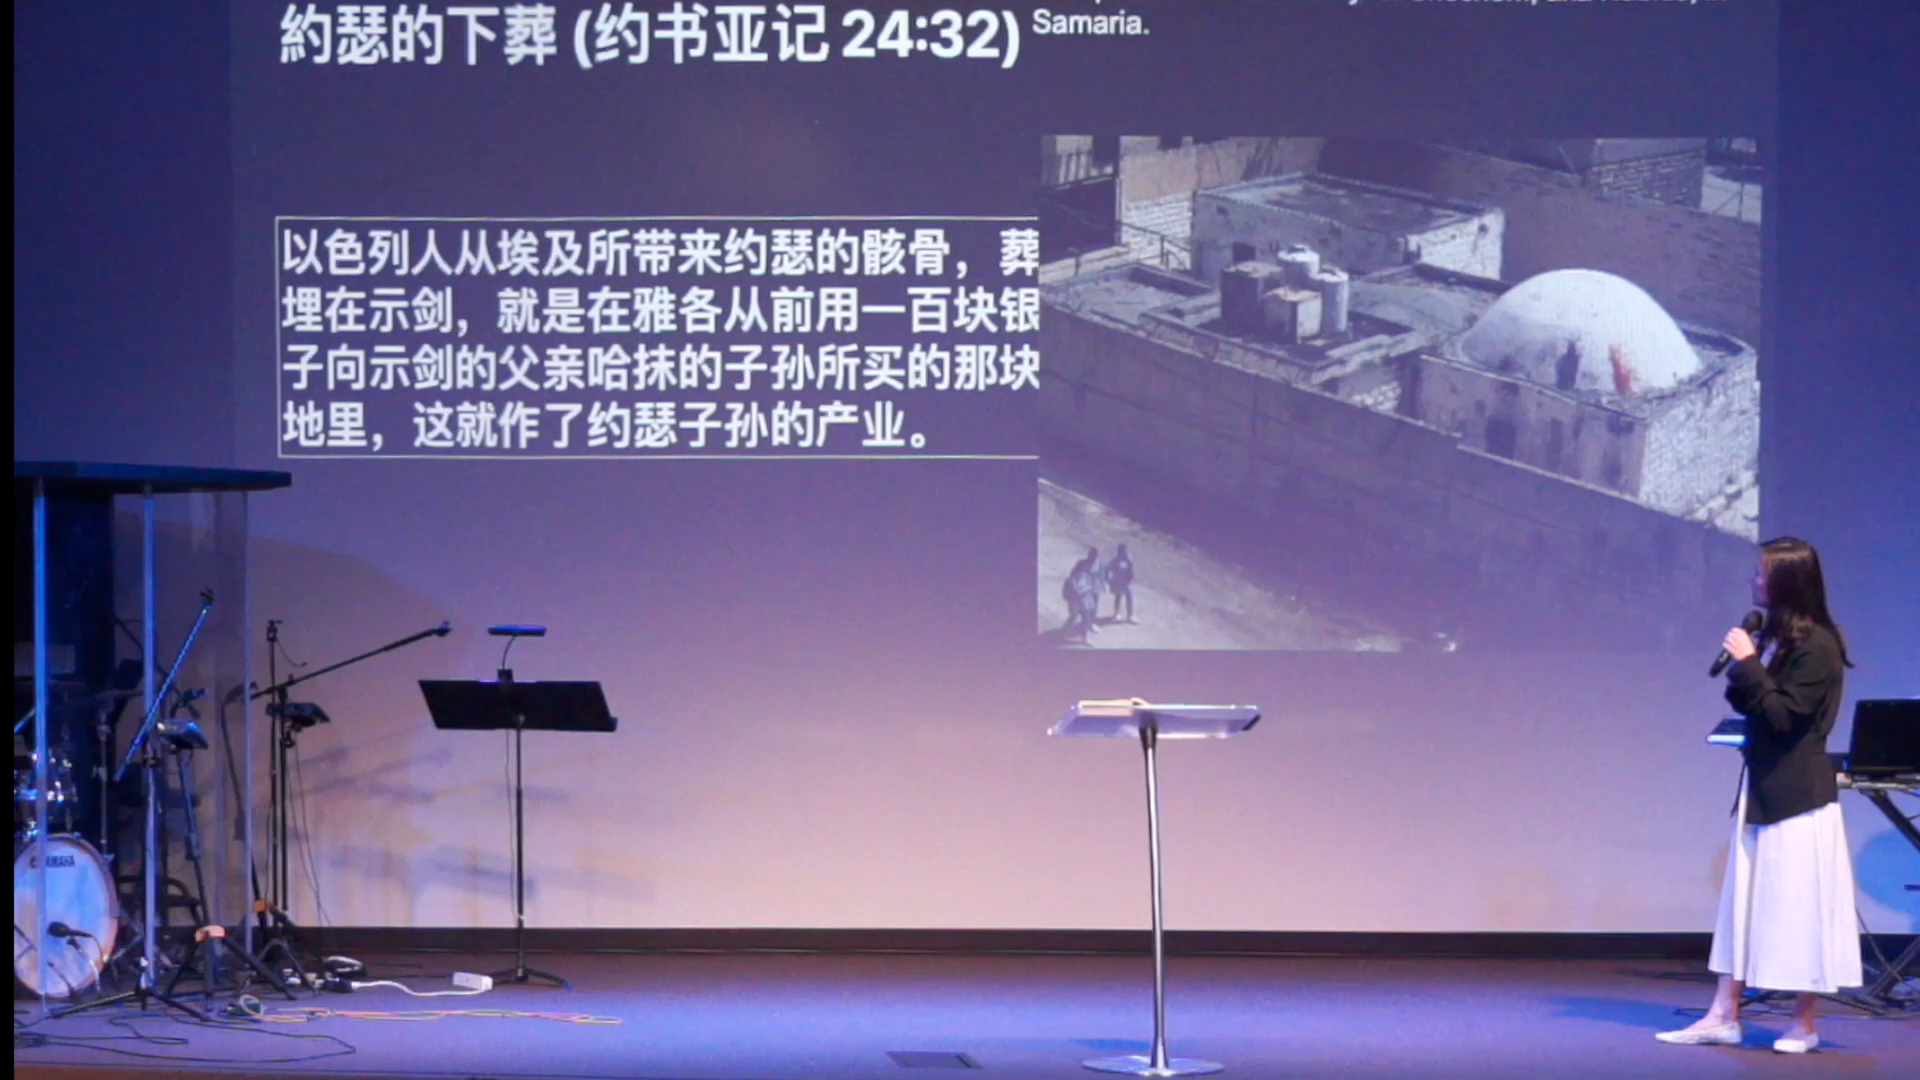 約瑟的下葬 (约书亚记 24:32)
Samaria.
以色列人从埃及所带来约瑟的骸骨，葬
埋在示剑，就是在雅各从前用一百块银
子向示剑的父亲哈抹的子孙所买的那块
地里，这就作了约瑟子孙的产业。
YAMAHA